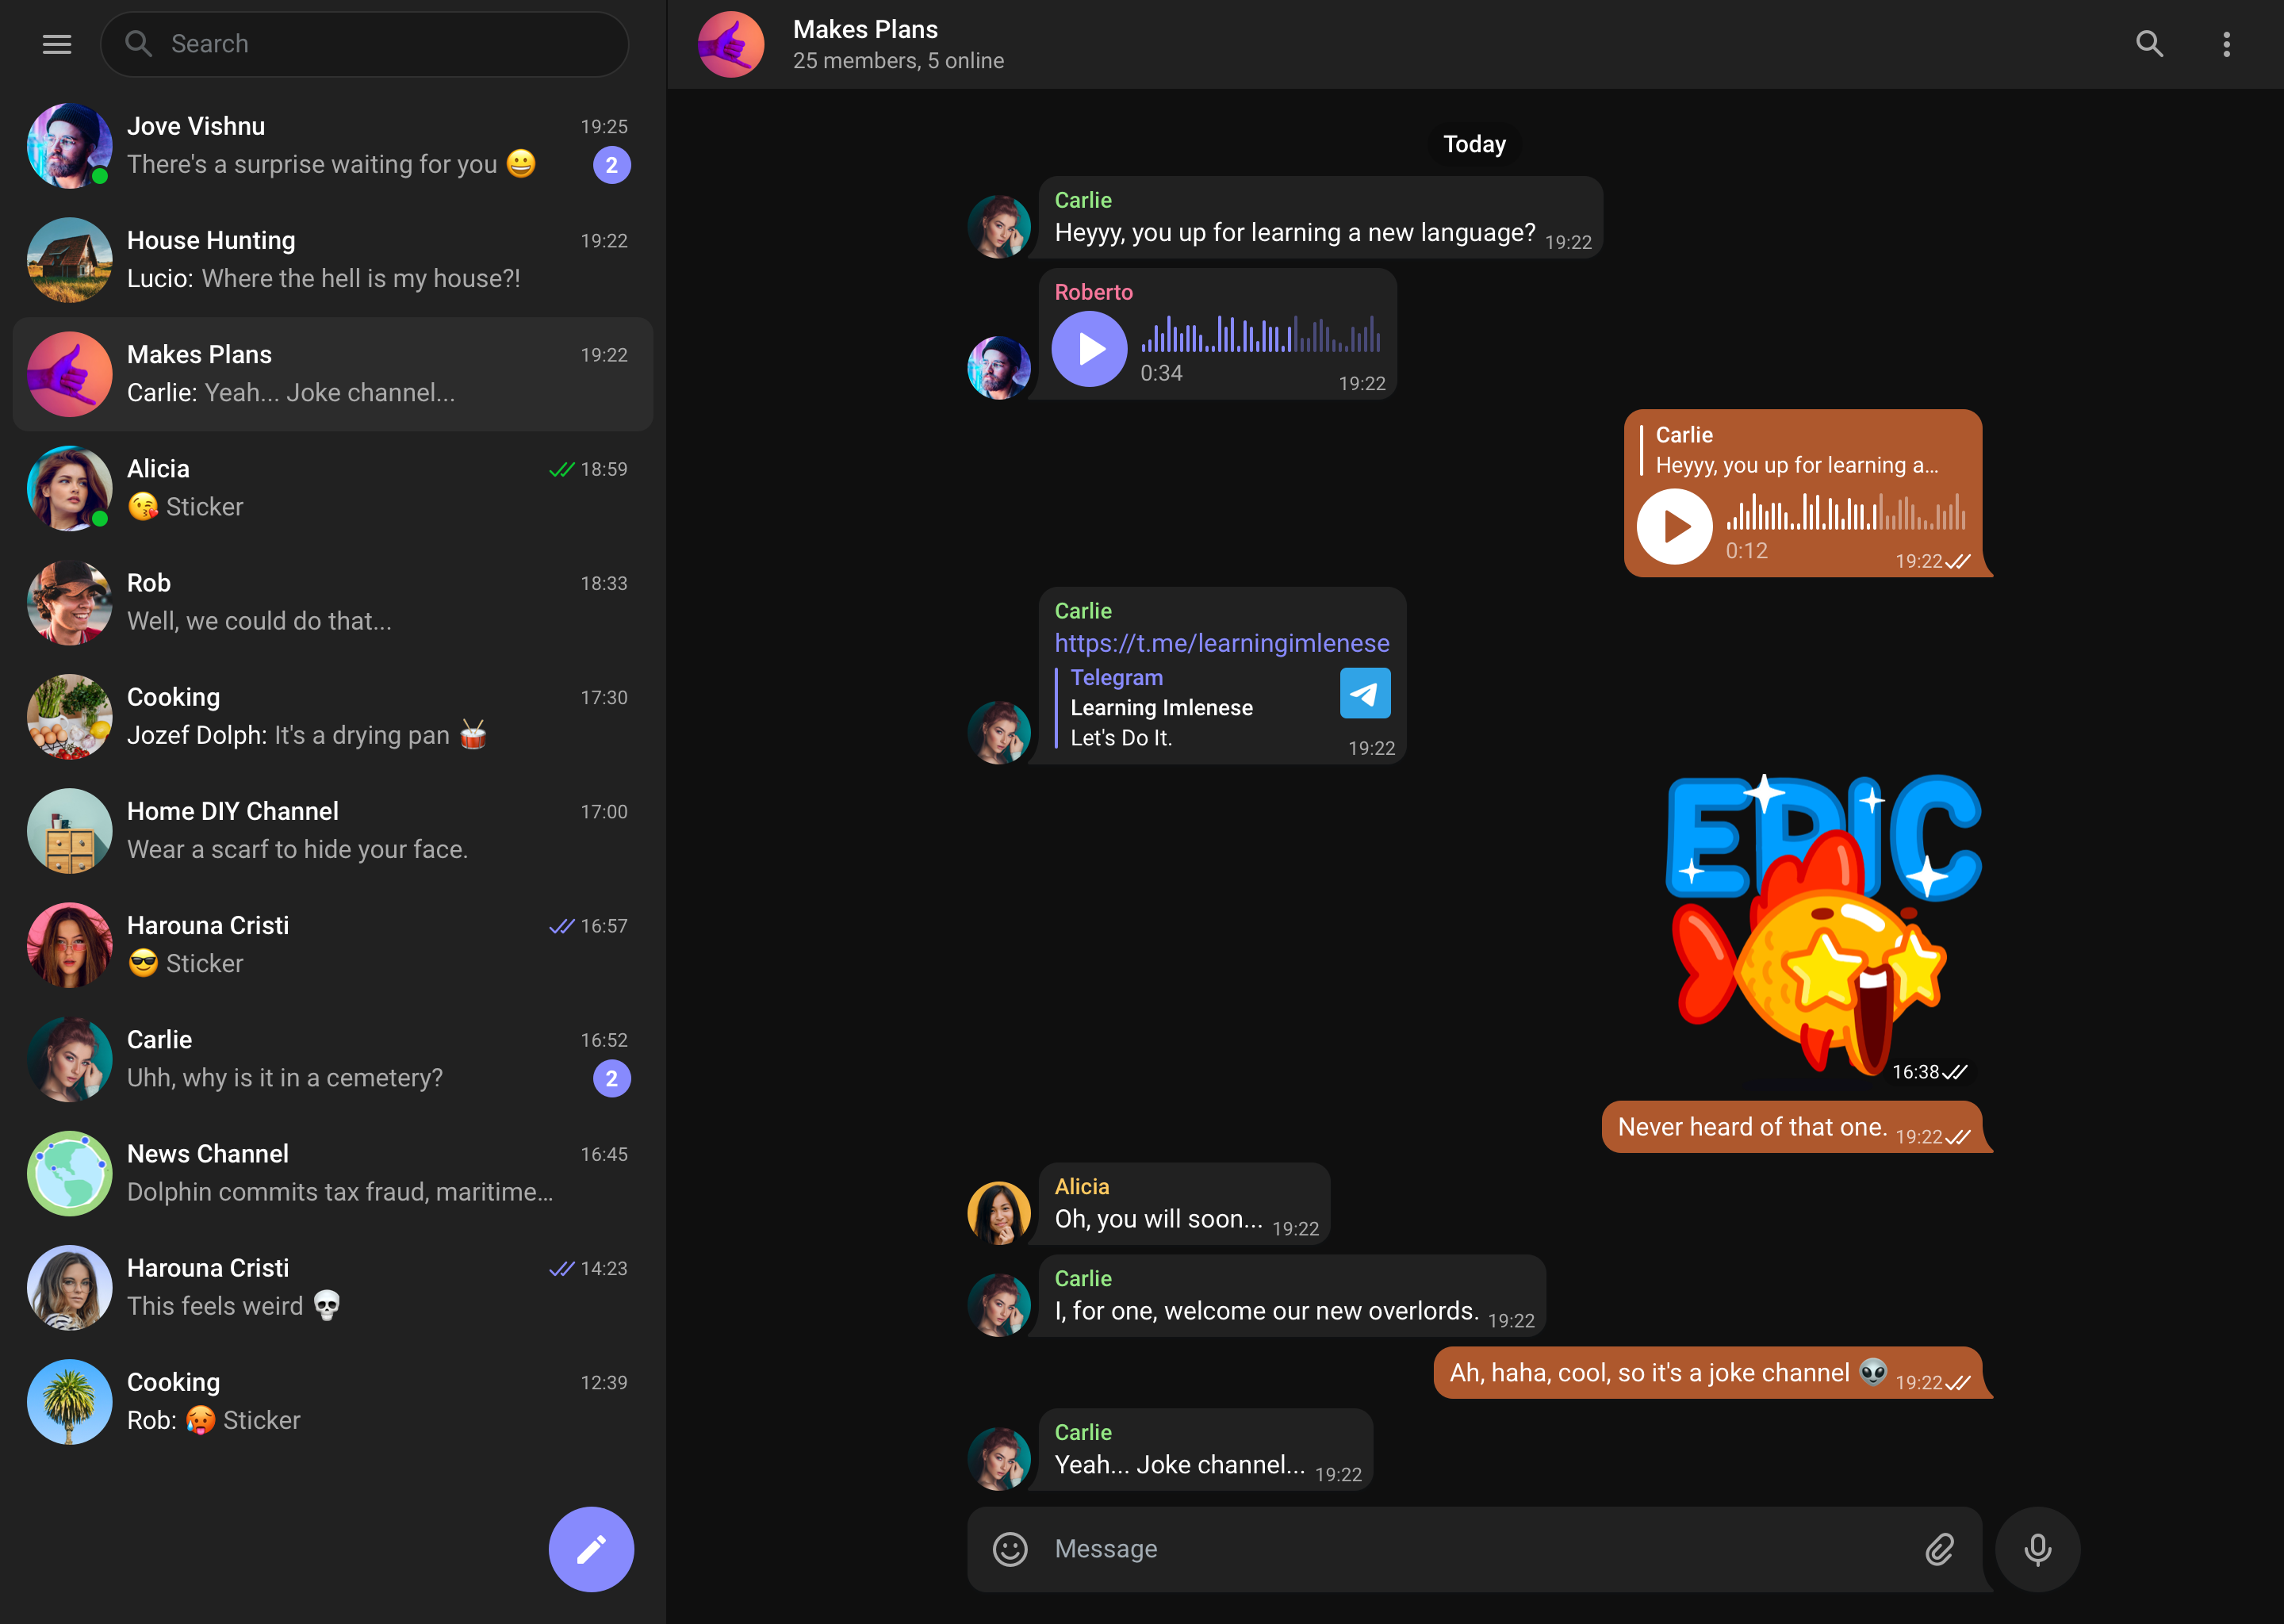 Search
Jove Vishnu 19:25
There's a surprise waiting for you 😀 2
House Hunting 19:22
Lucio: Where the hell is my house?!
Makes Plans 19:22
Carlie: Yeah... Joke channel...
Alicia 18:59
😘 Sticker
Rob 18:33
Well, we could do that...
Cooking 17:30
Jozef Dolph: It's a drying pan 🥁
Home DIY Channel 17:00
Wear a scarf to hide your face.
Harouna Cristi 16:57
😎 Sticker
Carlie 16:52
Uhh, why is it in a cemetery? 2
News Channel 16:45
Dolphin commits tax fraud, maritime...
Harouna Cristi 14:23
This feels weird 💀
Cooking 12:39
Rob: 🥵 Sticker
Makes Plans
25 members, 5 online
Today
Carlie
Heyyy, you up for learning a new language? 19:22
Roberto
0:34 19:22
Carlie
Heyyy, you up for learning a...
0:12 19:22
Carlie
https://t.me/learningimlenese
Telegram
Learning Imlenese
Let's Do It. 19:22
EPIC
16:38
Never heard of that one. 19:22
Alicia
Oh, you will soon... 19:22
Carlie
I, for one, welcome our new overlords. 19:22
Ah, haha, cool, so it's a joke channel 👽 19:22
Carlie
Yeah... Joke channel... 19:22
Message